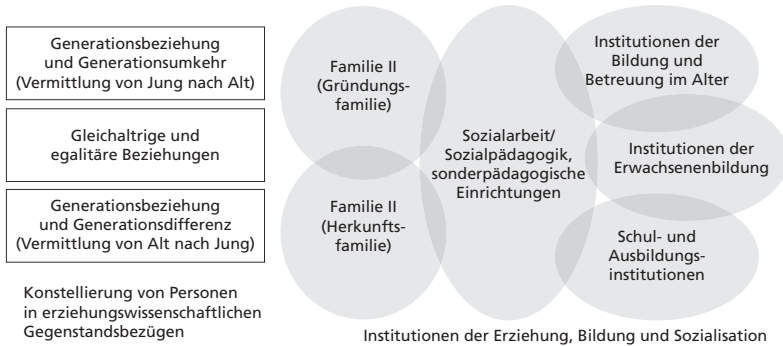 Generationsbeziehung
und Generationsumkehr
(Vermittlung von Jung nach Alt)
Gleichaltrige und
egalitäre Beziehungen
Generationsbeziehung
und Generationsdifferenz
(Vermittlung von Alt nach Jung)
Konstellierung von Personen
in erziehungswissenschaftlichen
Gegenstandsbezügen
Familie II
(Gründungs-
familie)
Familie II
(Herkunfts-
familie)
Sozialarbeit/
Sozialpädagogik,
sonderpädagogische
Einrichtungen
Institutionen der
Bildung und
Betreuung im Alter
Institutionen der
Erwachsenenbildung
Schul- und
Ausbildungs-
institutionen
Institutionen der Erziehung, Bildung und Sozialisation